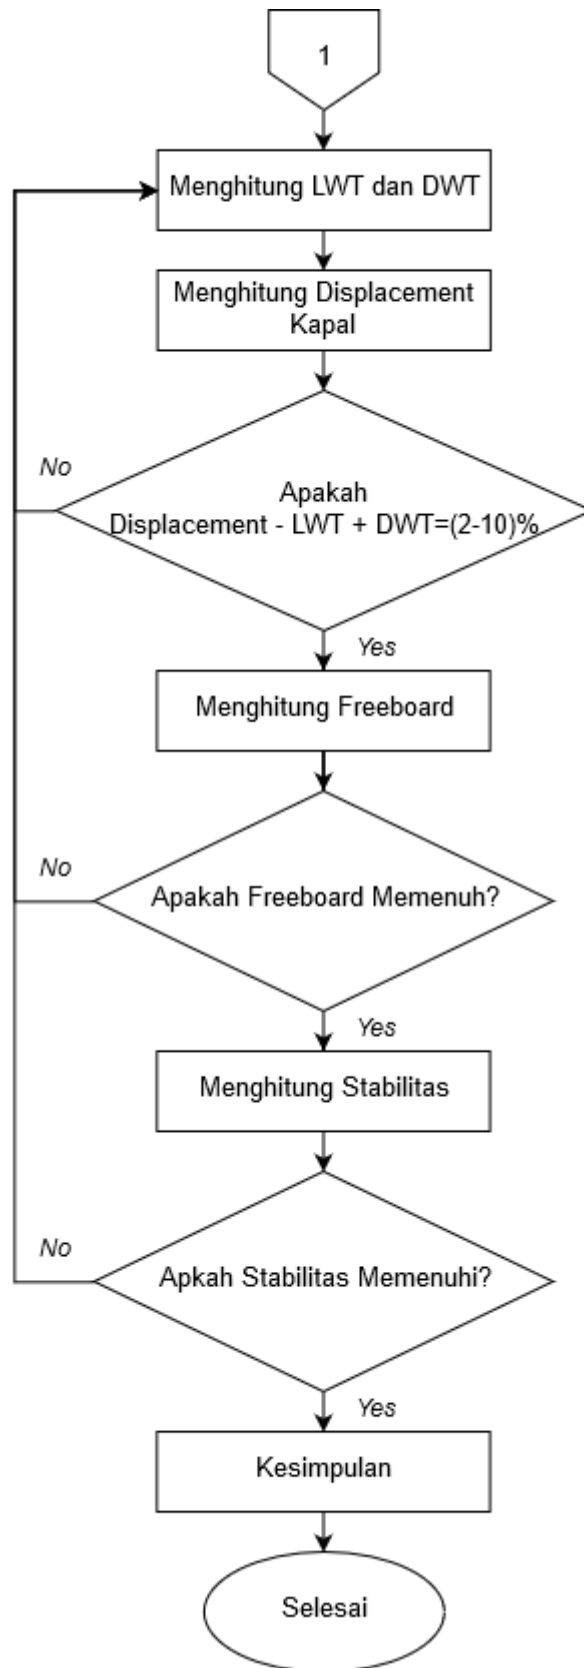 1
Menghitung LWT dan DWT
Menghitung Displacement
Kapal
No
Apakah
Displacement - LWT + DWT=(2-10)%
Yes
Menghitung Freeboard
No
Apakah Freeboard Memenuh?
Yes
Menghitung Stabilitas
No
Apkah Stabilitas Memenuhi?
Yes
Kesimpulan
Selesai